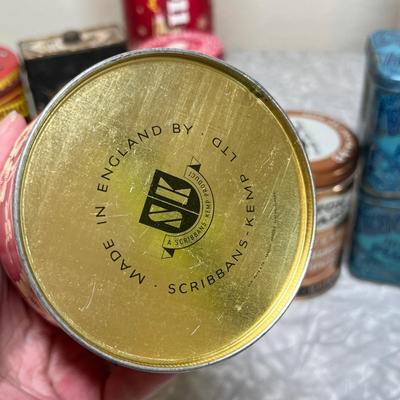 MADE IN ENGLAND BY · SCRIBBANS-KEMP LTD ·
SK
A SCRIBBANS-KEMP PRODUCT